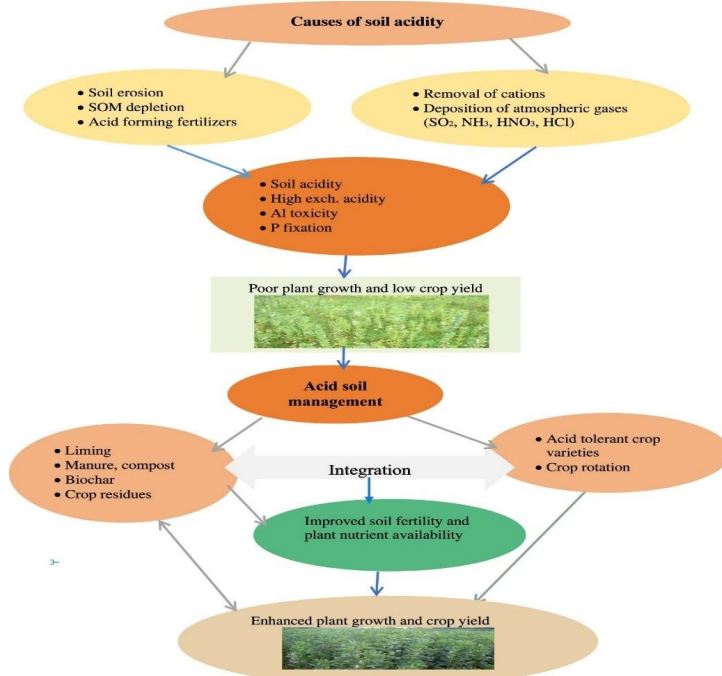 Causes of soil acidity
• Soil erosion
• SOM depletion
• Acid forming fertilizers
• Removal of cations
• Deposition of atmospheric gases
(SO₂, NH₃, HNO₃, HCl)
• Soil acidity
• High exch. acidity
• Al toxicity
• P fixation
Poor plant growth and low crop yield
Acid soil
management
• Liming
• Manure, compost
• Biochar
• Crop residues
Integration
• Acid tolerant crop
varieties
• Crop rotation
Improved soil fertility and
plant nutrient availability
Enhanced plant growth and crop yield